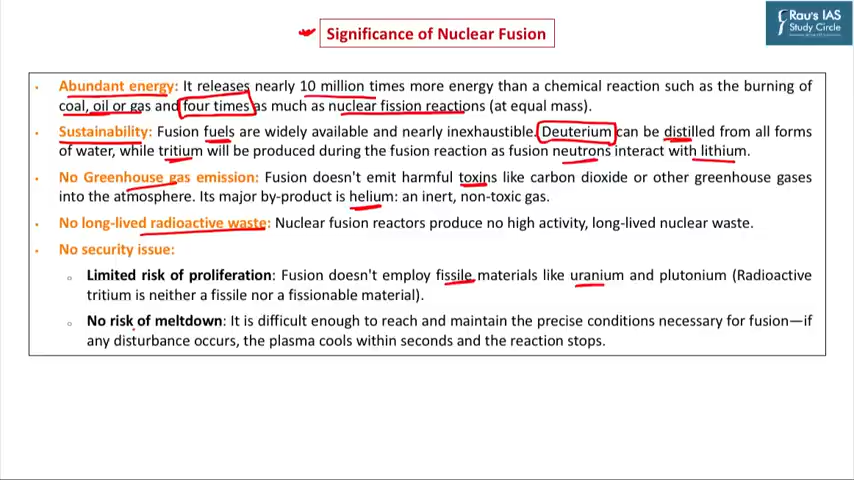 Significance of Nuclear Fusion
Rau's IAS
Study Circle
Abundant energy: It releases nearly 10 million times more energy than a chemical reaction such as the burning of
coal, oil or gas and four times as much as nuclear fission reactions (at equal mass).
Sustainability: Fusion fuels are widely available and nearly inexhaustible. Deuterium can be distilled from all forms
of water, while tritium will be produced during the fusion reaction as fusion neutrons interact with lithium.
No Greenhouse gas emission: Fusion doesn't emit harmful toxins like carbon dioxide or other greenhouse gases
into the atmosphere. Its major by-product is helium: an inert, non-toxic gas.
No long-lived radioactive waste: Nuclear fusion reactors produce no high activity, long-lived nuclear waste.
No security issue:
Limited risk of proliferation: Fusion doesn't employ fissile materials like uranium and plutonium (Radioactive
tritium is neither a fissile nor a fissionable material).
No risk of meltdown: It is difficult enough to reach and maintain the precise conditions necessary for fusion—if
any disturbance occurs, the plasma cools within seconds and the reaction stops.